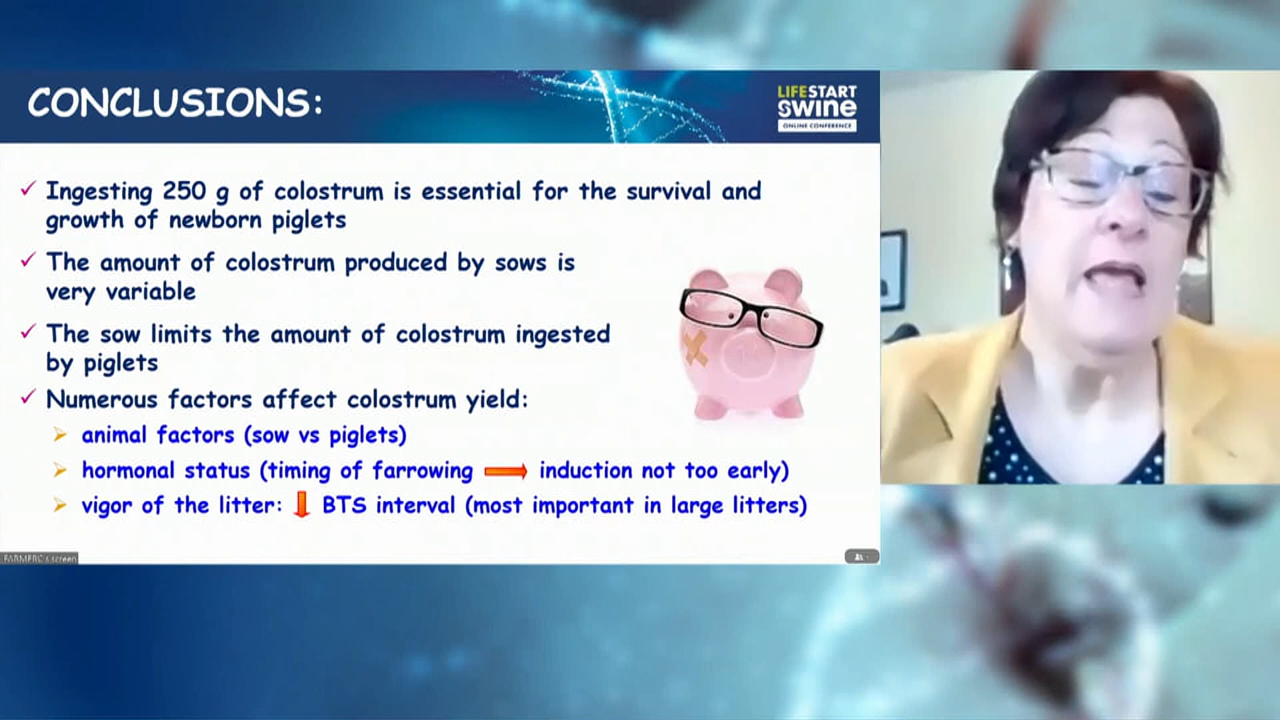 CONCLUSIONS:
LIFESTART
SWINE
ONLINE CONFERENCE
✓ Ingesting 250 g of colostrum is essential for the survival and
growth of newborn piglets
✓ The amount of colostrum produced by sows is
very variable
✓ The sow limits the amount of colostrum ingested
by piglets
✓ Numerous factors affect colostrum yield:
➢ animal factors (sow vs piglets)
➢ hormonal status (timing of farrowing ➡ induction not too early)
➢ vigor of the litter: ⬇ BTS interval (most important in large litters)
screen